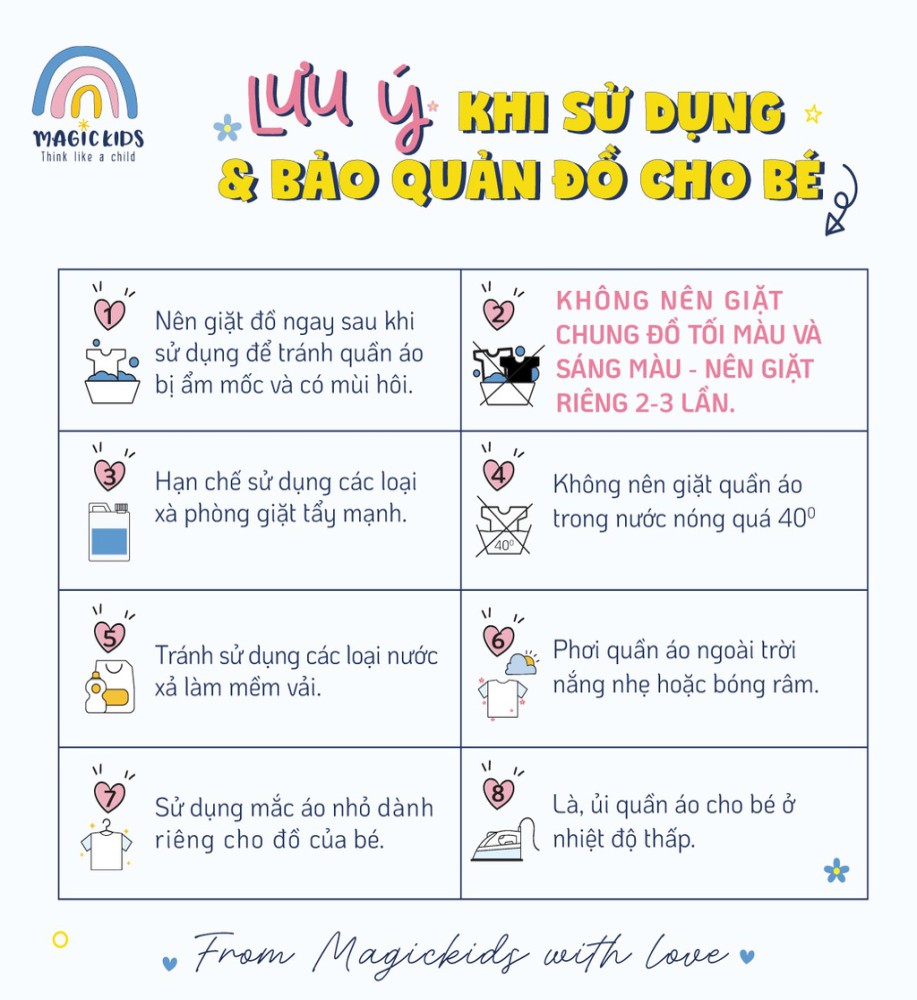 MAGICKIDS
Think like a child
LƯU Ý KHI SỬ DỤNG
& BẢO QUẢN ĐỒ CHO BÉ
1
Nên giặt đồ ngay sau khi
sử dụng để tránh quần áo
bị ẩm mốc và có mùi hôi.
2
KHÔNG NÊN GIẶT
CHUNG ĐỒ TỐI MÀU VÀ
SÁNG MÀU - NÊN GIẶT
RIÊNG 2-3 LẦN.
3
Hạn chế sử dụng các loại
xà phòng giặt tẩy mạnh.
4
40⁰
Không nên giặt quần áo
trong nước nóng quá 40⁰
5
Tránh sử dụng các loại nước
xả làm mềm vải.
6
Phơi quần áo ngoài trời
nắng nhẹ hoặc bóng râm.
7
Sử dụng mắc áo nhỏ dành
riêng cho đồ của bé.
8
Là, ủi quần áo cho bé ở
nhiệt độ thấp.
From Magickids with love